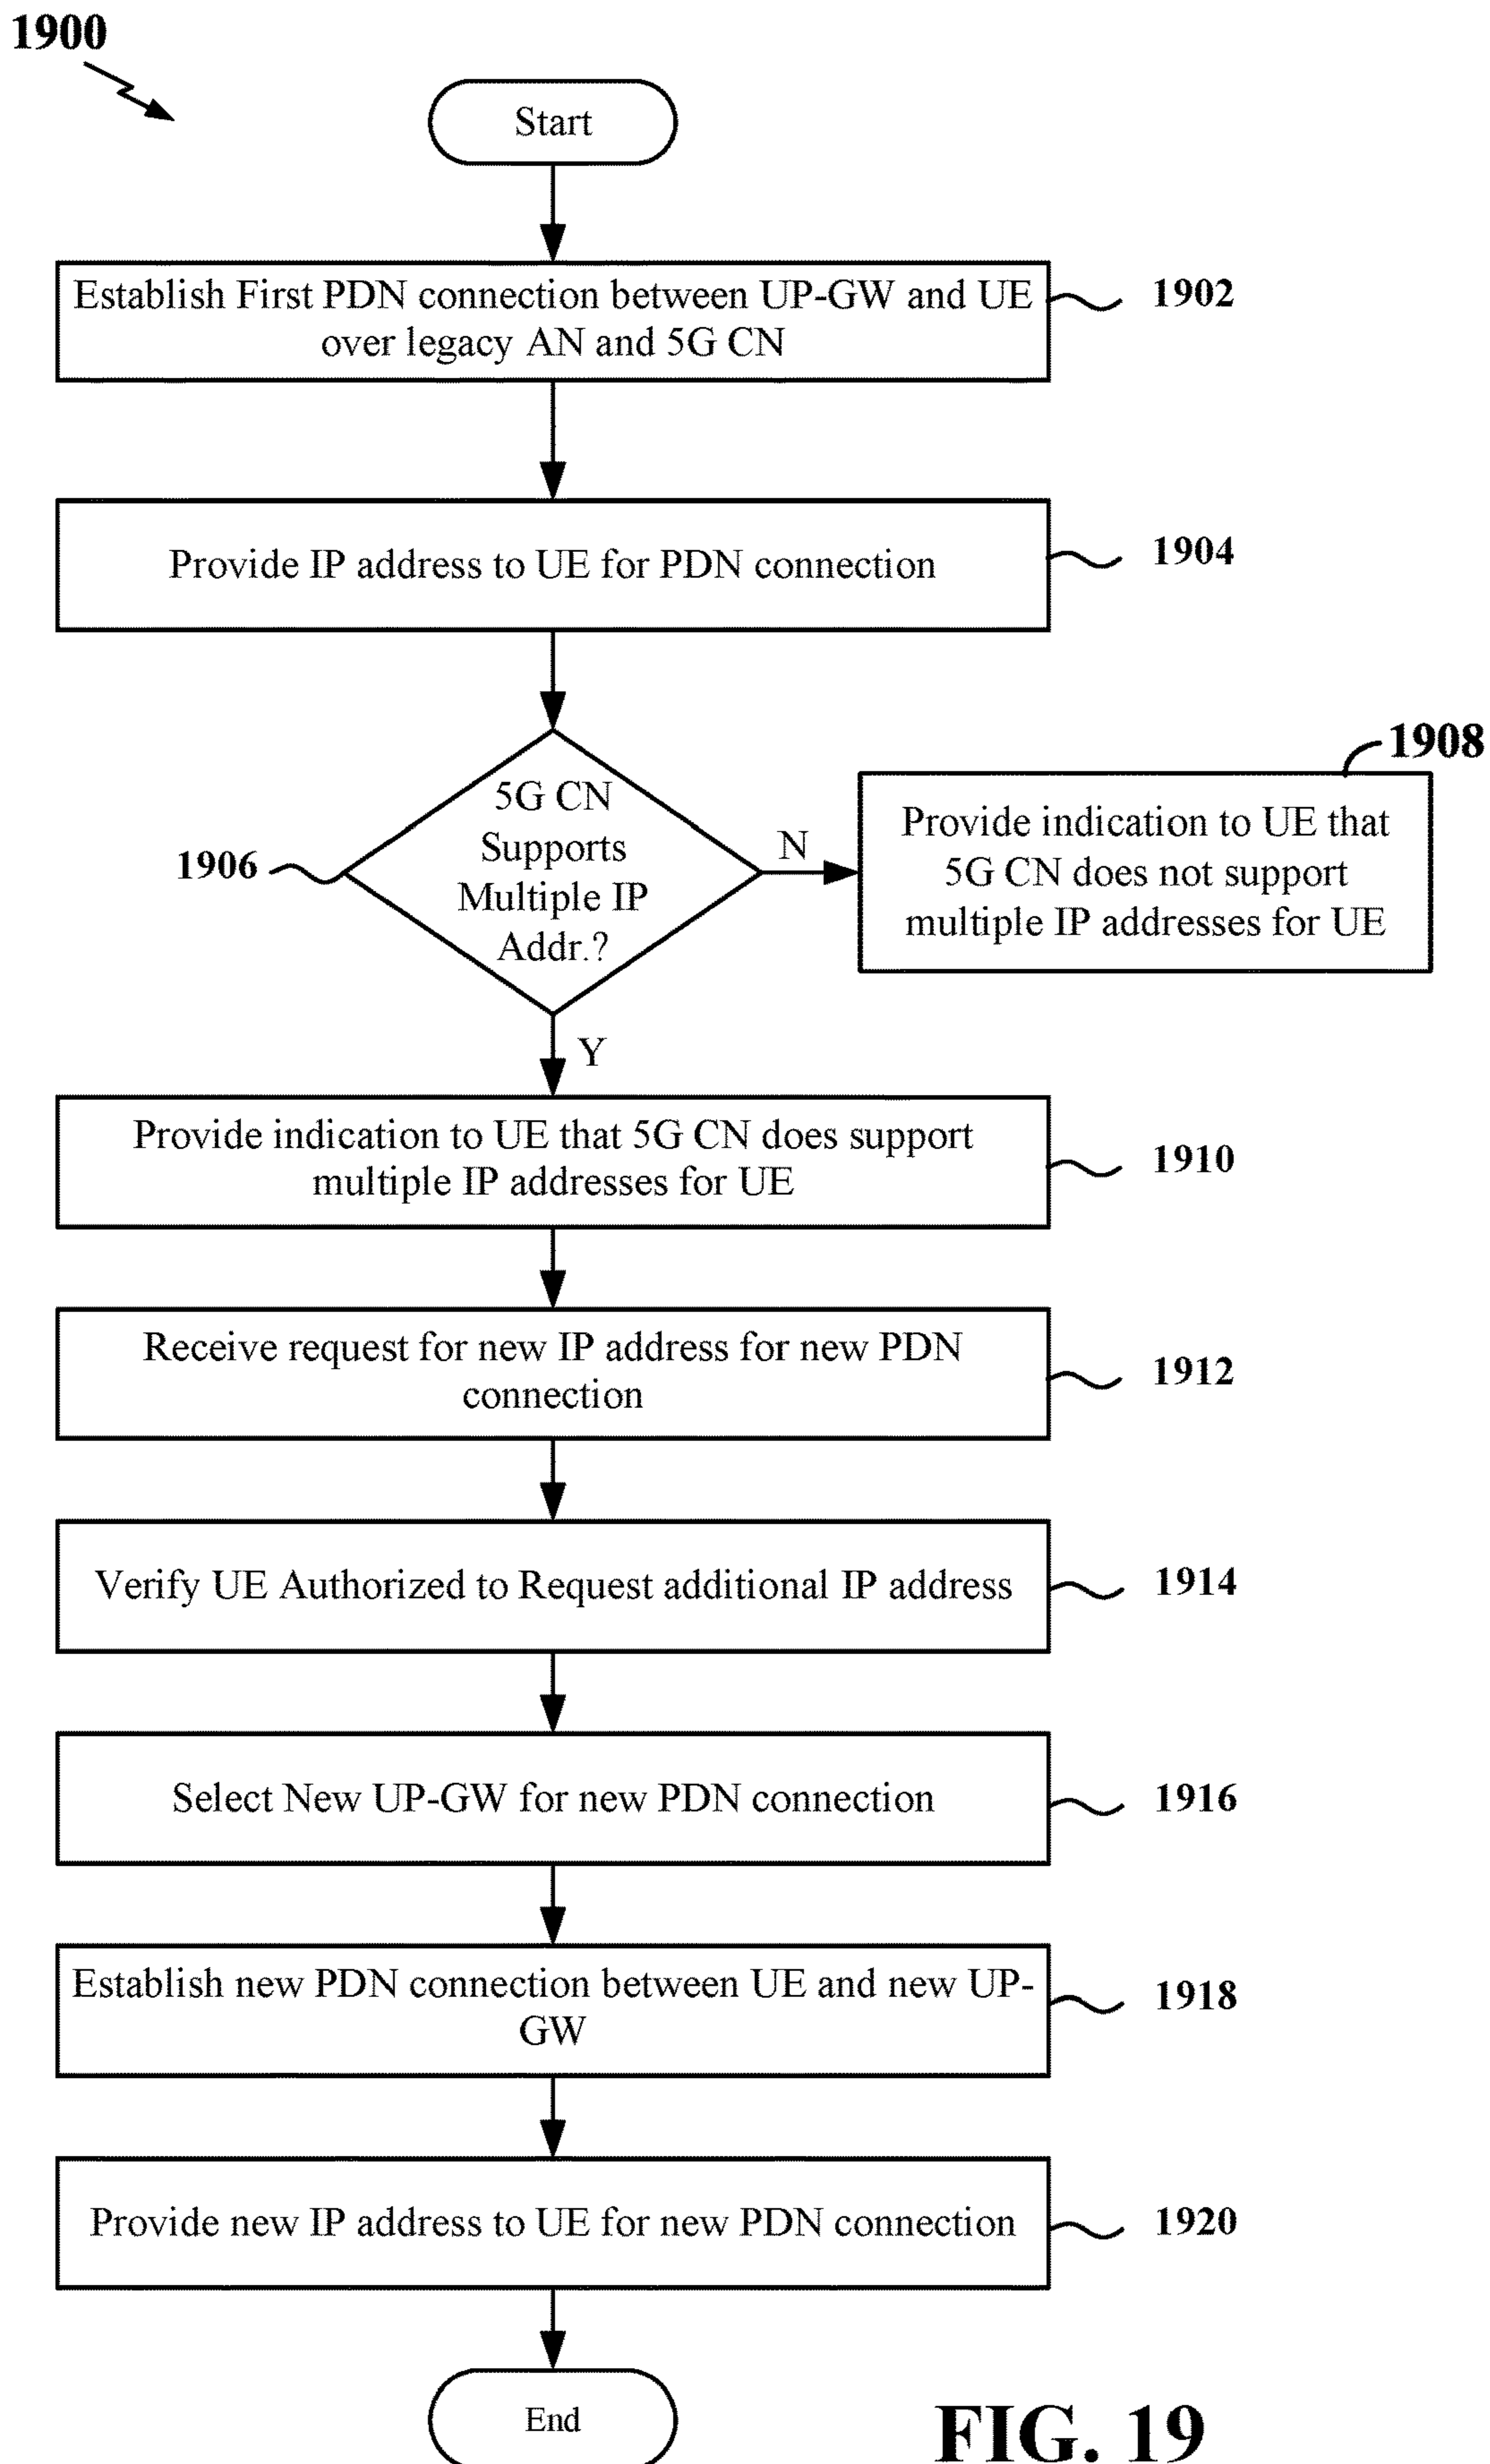 1900
Start
Establish First PDN connection between UP-GW and UE
over legacy AN and 5G CN
1902
Provide IP address to UE for PDN connection
1904
5G CN
Supports
Multiple IP
Addr.?
1906
N
1908
Provide indication to UE that
5G CN does not support
multiple IP addresses for UE
Y
Provide indication to UE that 5G CN does support
multiple IP addresses for UE
1910
Receive request for new IP address for new PDN
connection
1912
Verify UE Authorized to Request additional IP address
1914
Select New UP-GW for new PDN connection
1916
Establish new PDN connection between UE and new UP-
GW
1918
Provide new IP address to UE for new PDN connection
1920
End
FIG. 19